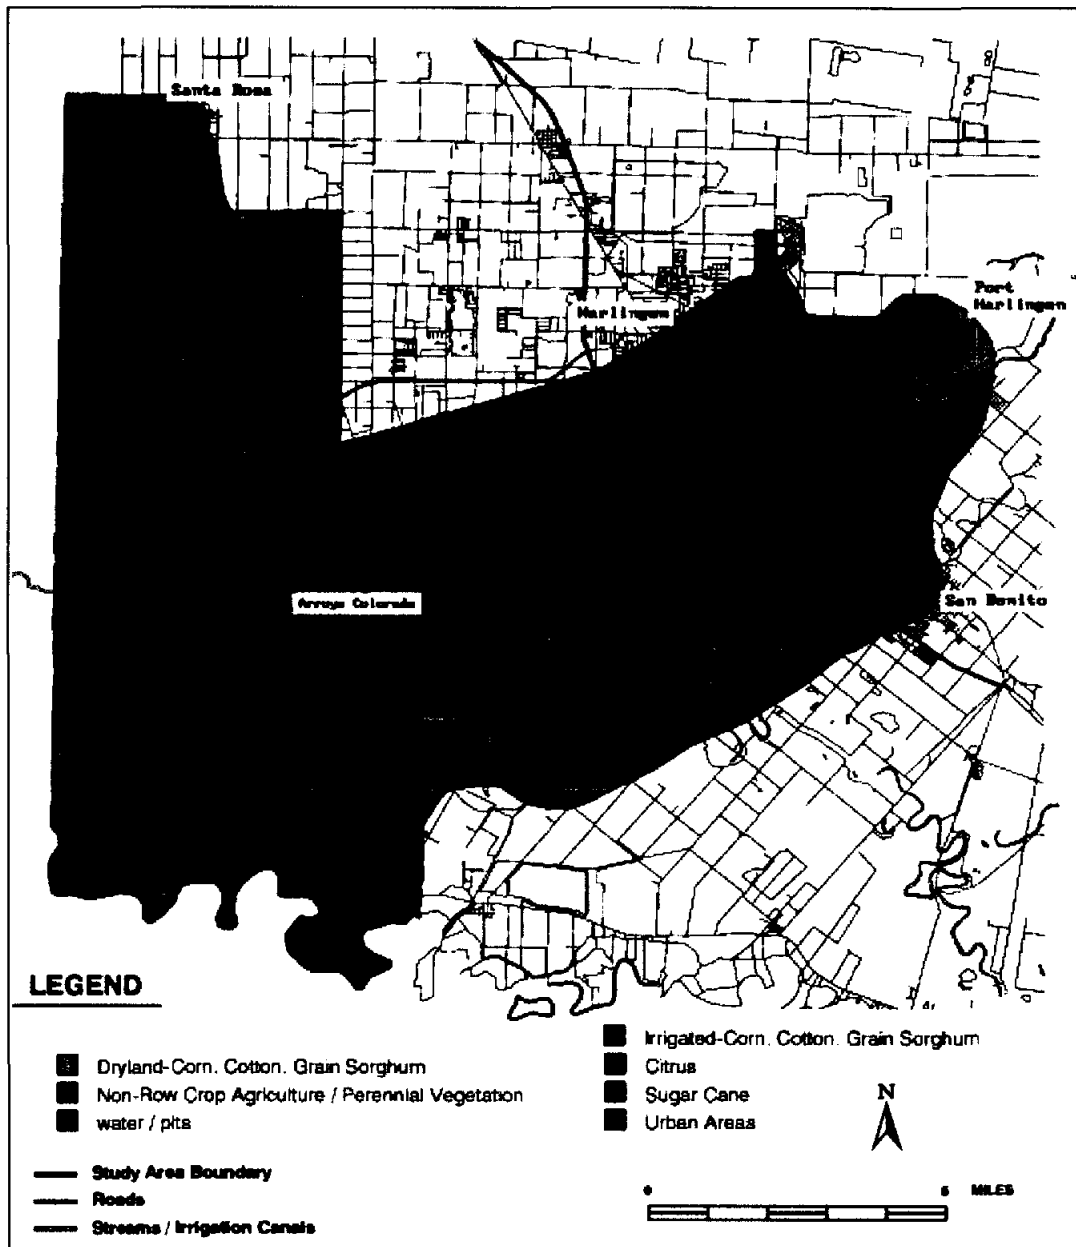 Santa Rosa
Port
Harlingen
Harlingen
Arroyo Colorado
San Benito
LEGEND
Dryland-Corn. Cotton. Grain Sorghum
Non-Row Crop Agriculture / Perennial Vegetation
water / pits
Irrigated-Corn. Cotton. Grain Sorghum
Citrus
Sugar Cane
Urban Areas
N
Study Area Boundary
Roads
Streams / Irrigation Canals
0 5 MILES